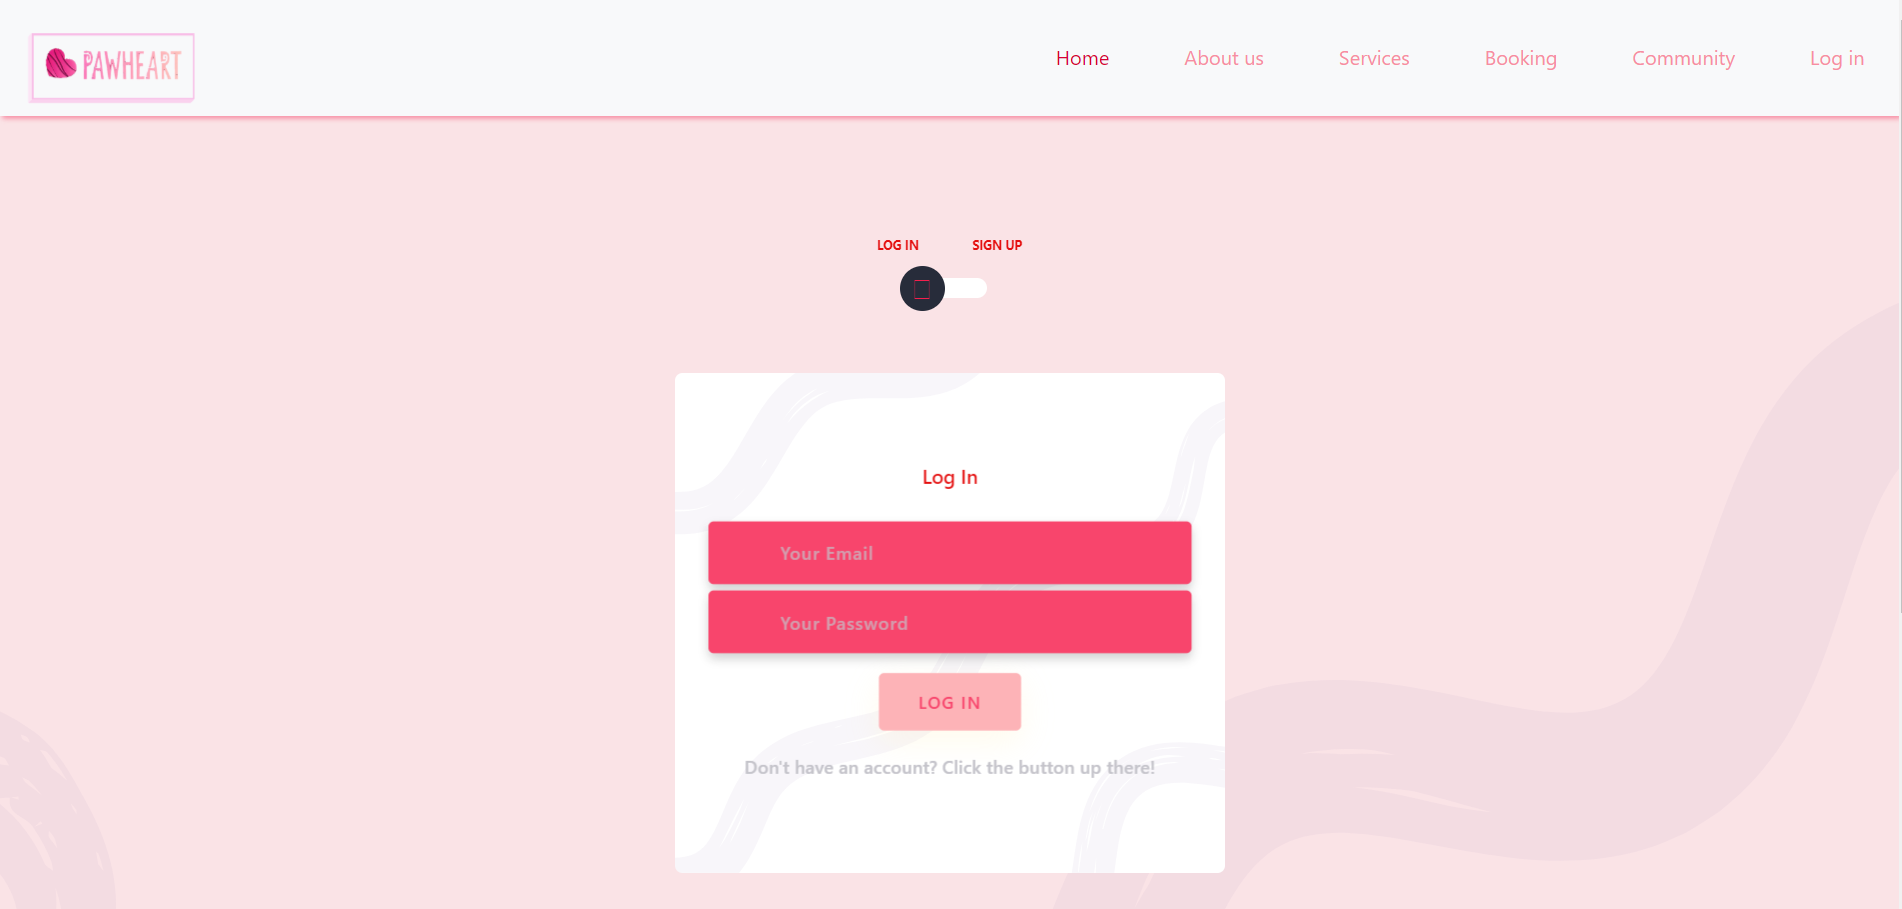 PAWHEART
Home About us Services Booking Community Log in
LOG IN SIGN UP
Log In
Your Email
Your Password
LOG IN
Don't have an account? Click the button up there!